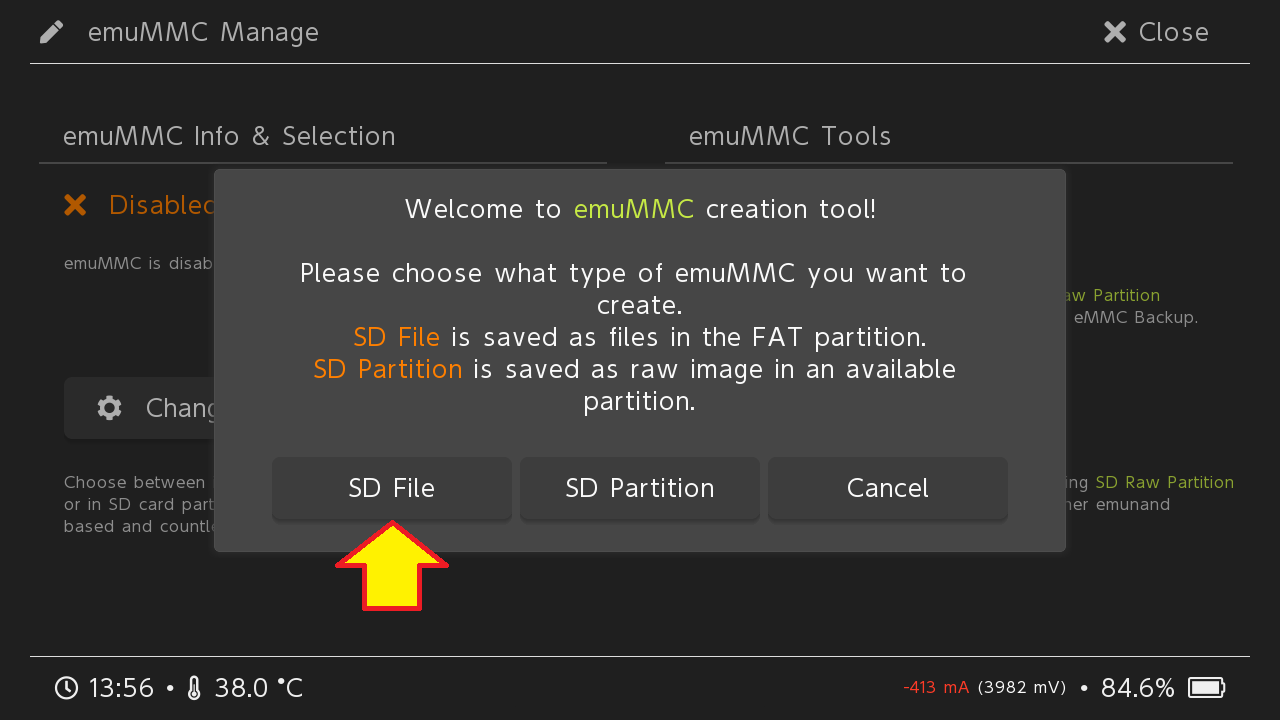 emuMMC Manage
Close
emuMMC Info & Selection
emuMMC Tools
Disabled
emuMMC is disab
Welcome to emuMMC creation tool!
Please choose what type of emuMMC you want to
create.
SD File is saved as files in the FAT partition.
SD Partition is saved as raw image in an available
partition.
aw Partition
eMMC Backup.
Chang
SD File
SD Partition
Cancel
Choose between
or in SD card part
based and countle
ing SD Raw Partition
her emunand
13:56 • 38.0 °C
-413 mA (3982 mV) • 84.6%